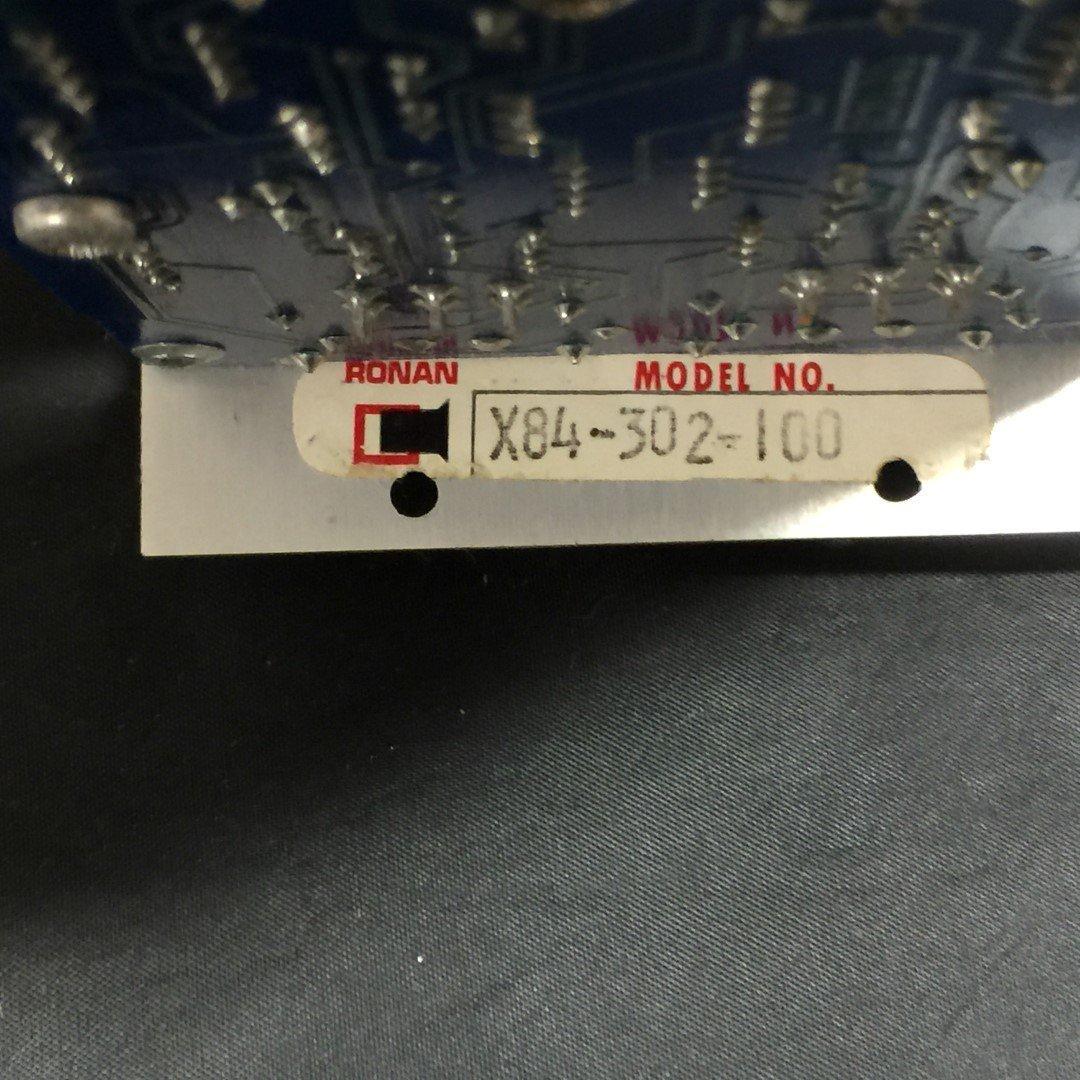 RONAN
MODEL NO.
X84-302-100